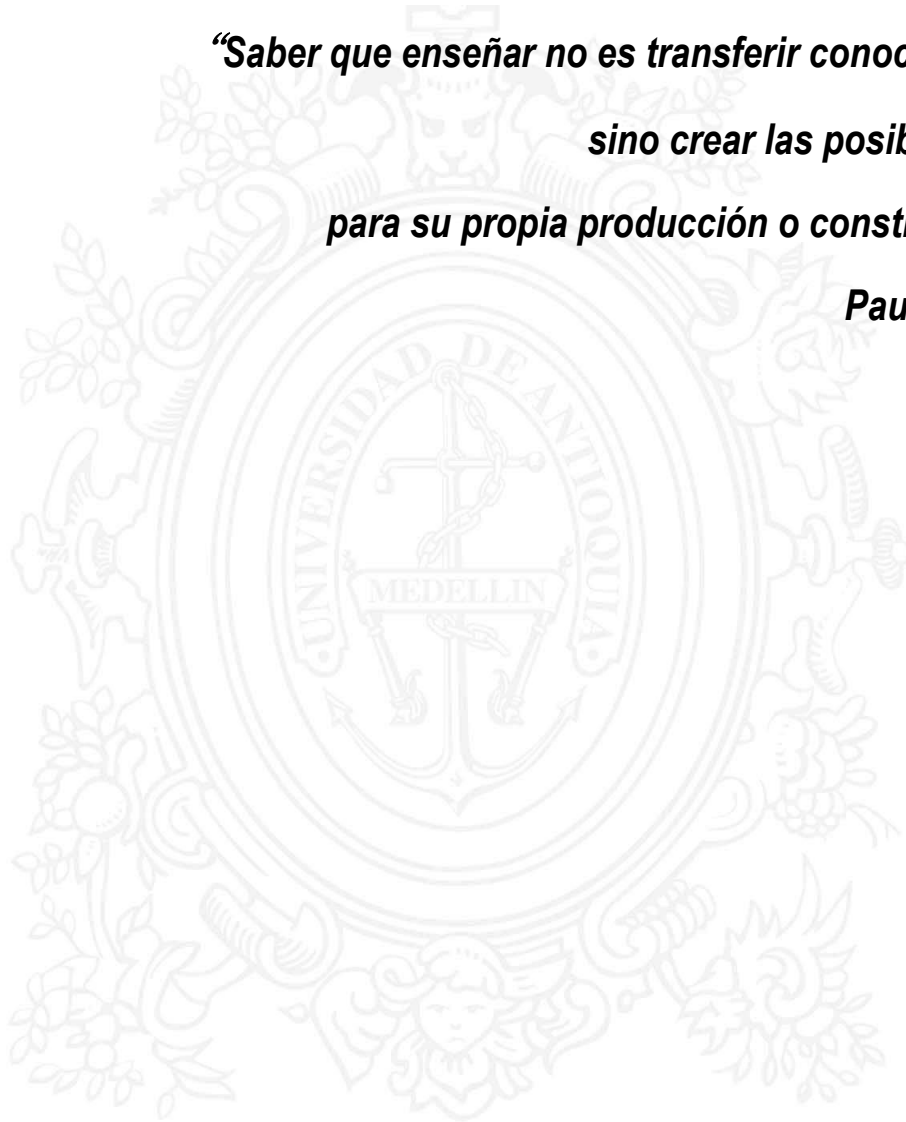 “Saber que enseñar no es transferir conoc
sino crear las posib
para su propia producción o constr
Pau
UNIVERSIDAD DE ANTIOQUIA
MEDELLIN